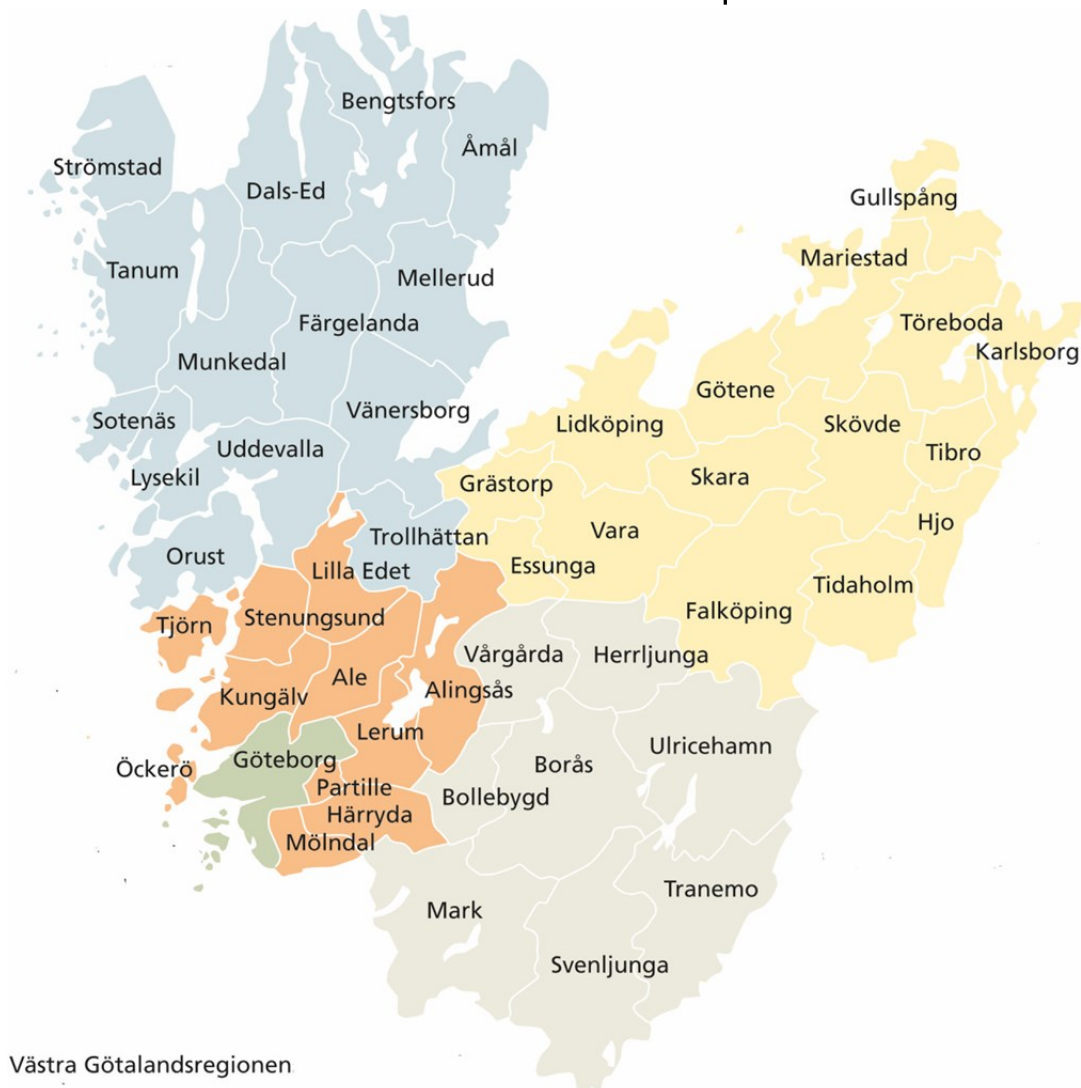 Bengtsfors
Åmål
Strömstad
Dals-Ed
Gullspång
Mariestad
Tanum
Mellerud
Färgelanda
Töreboda
Karlsborg
Munkedal
Götene
Vänersborg
Sotenäs
Lidköping
Skövde
Uddevalla
Tibro
Lysekil
Skara
Grästorp
Hjo
Vara
Trollhättan
Orust
Essunga
Lilla Edet
Tidaholm
Falköping
Stenungsund
Tjörn
Vårgårda
Herrljunga
Ale
Alingsås
Kungälv
Lerum
Ulricehamn
Göteborg
Borås
Öckerö
Partille
Bollebygd
Härryda
Mölndal
Tranemo
Mark
Svenljunga
Västra Götalandsregionen